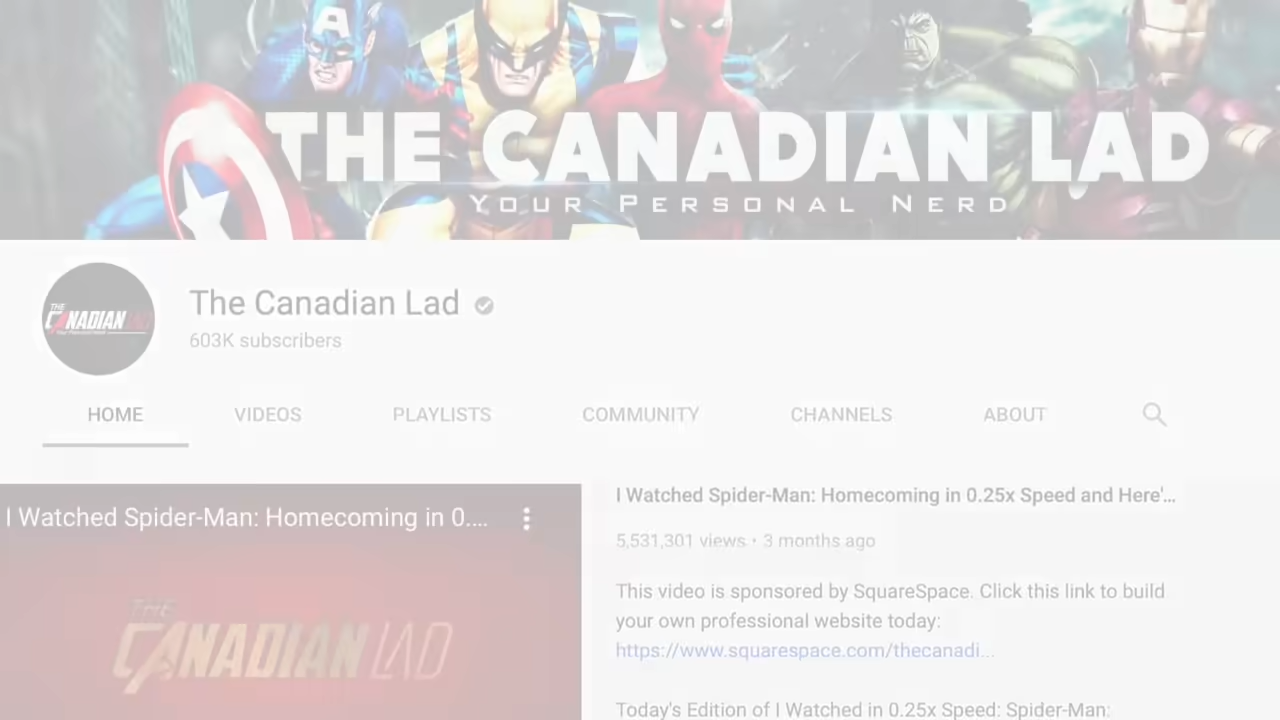 A
THE CANADIAN LAD
YOUR PERSONAL NERD
THE
CANADIAN LAD
The Canadian Lad
603K subscribers
HOME VIDEOS PLAYLISTS COMMUNITY CHANNELS ABOUT
I Watched Spider-Man: Homecoming in 0....
I Watched Spider-Man: Homecoming in 0.25x Speed and Here'...
5,531,301 views • 3 months ago
This video is sponsored by SquareSpace. Click this link to build
your own professional website today:
https://www.squarespace.com/thecanadi...
Today's Edition of I Watched in 0.25x Speed: Spider-Man:
THE
CANADIAN LAD